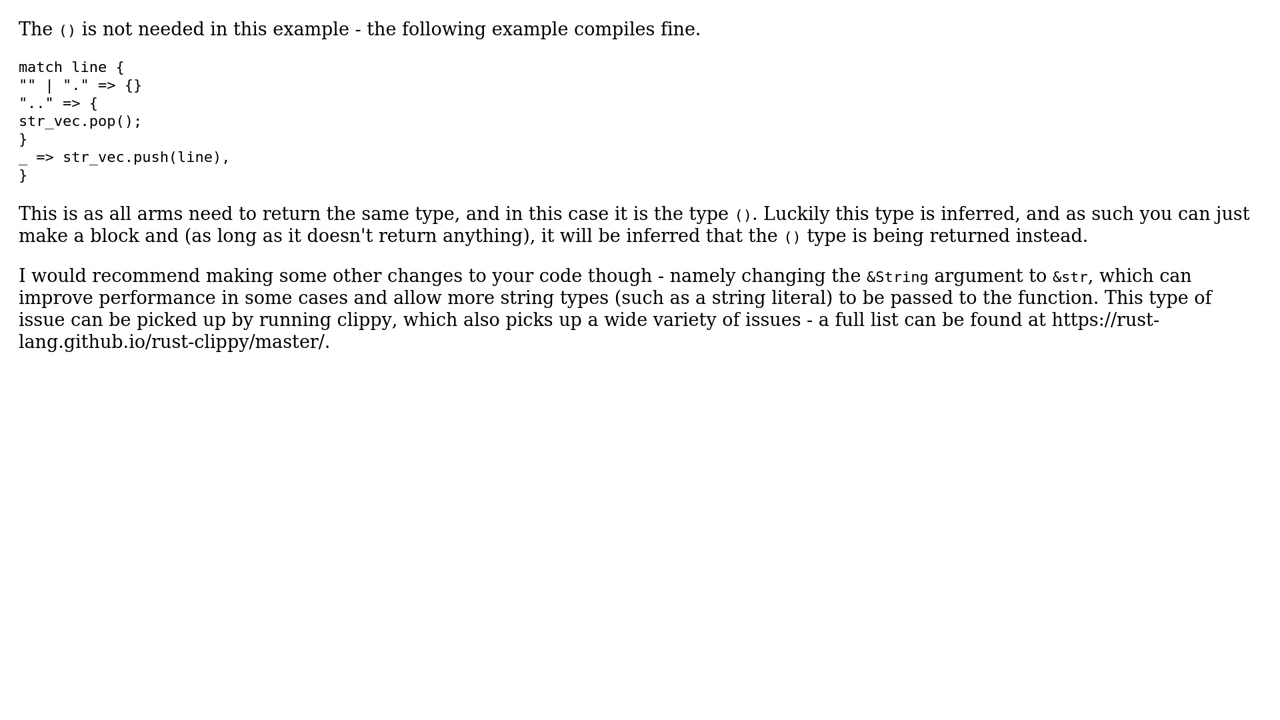 The () is not needed in this example - the following example compiles fine.
match line {
"" | "." => {}
".." => {
str_vec.pop();
}
_ => str_vec.push(line),
}
This is as all arms need to return the same type, and in this case it is the type (). Luckily this type is inferred, and as such you can just
make a block and (as long as it doesn't return anything), it will be inferred that the () type is being returned instead.
I would recommend making some other changes to your code though - namely changing the &String argument to &str, which can
improve performance in some cases and allow more string types (such as a string literal) to be passed to the function. This type of
issue can be picked up by running clippy, which also picks up a wide variety of issues - a full list can be found at https://rust-
lang.github.io/rust-clippy/master/.